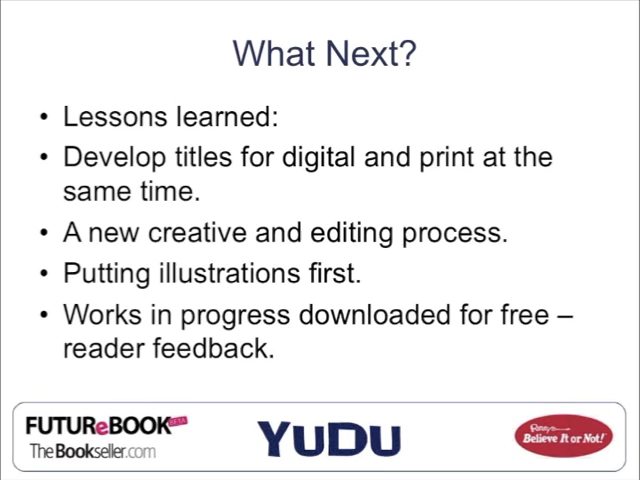 What Next?
• Lessons learned:
• Develop titles for digital and print at the
same time.
• A new creative and editing process.
• Putting illustrations first.
• Works in progress downloaded for free –
reader feedback.
FUTUReBOOK BETA
TheBookseller.com
YUDU
Ripley's
Believe It or Not!